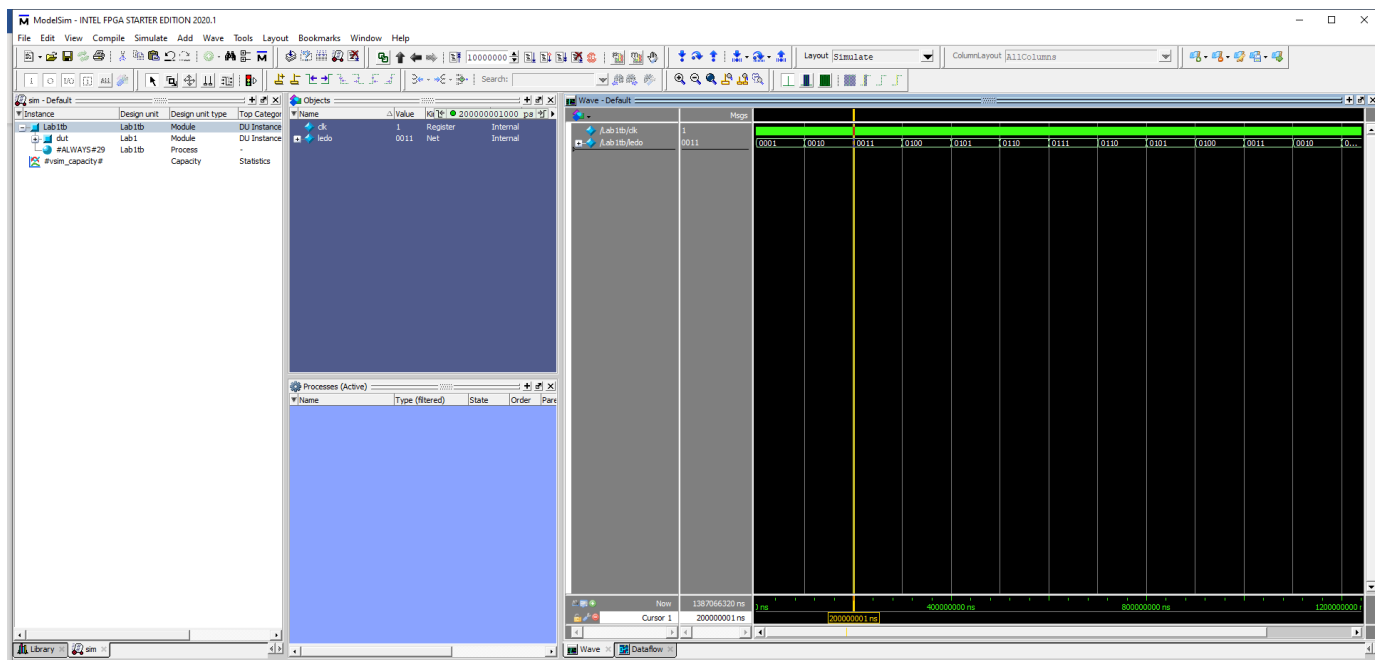 ModelSim - INTEL FPGA STARTER EDITION 2020.1
File Edit View Compile Simulate Add Wave Tools Layout Bookmarks Window Help
10000000 Layout Simulate ColumnLayout AllColumns
Search:
sim - Default
Instance Design unit Design unit type Top Categor
Lab1tb Lab1tb Module DU Instance
dut Lab1 Module DU Instance
#ALWAYS#29 Lab1tb Process -
#vsim_capacity# Capacity Statistics
Objects
Name Value 200000001000 ps
clk 1 Register Internal
ledo 0011 Net Internal
Processes (Active)
Name Type (filtered) State Order Pare
Wave - Default
Msgs
/Lab1tb/clk 1
/Lab1tb/ledo 0011 0001 0010 0011 0100 0101 0110 0111 0110 0101 0100 0011 0010 0...
Now 1387066320 ns 400000000 ns 800000000 ns 1200000000
Cursor 1 200000001 ns 200000001 ns
Library sim Wave Dataflow